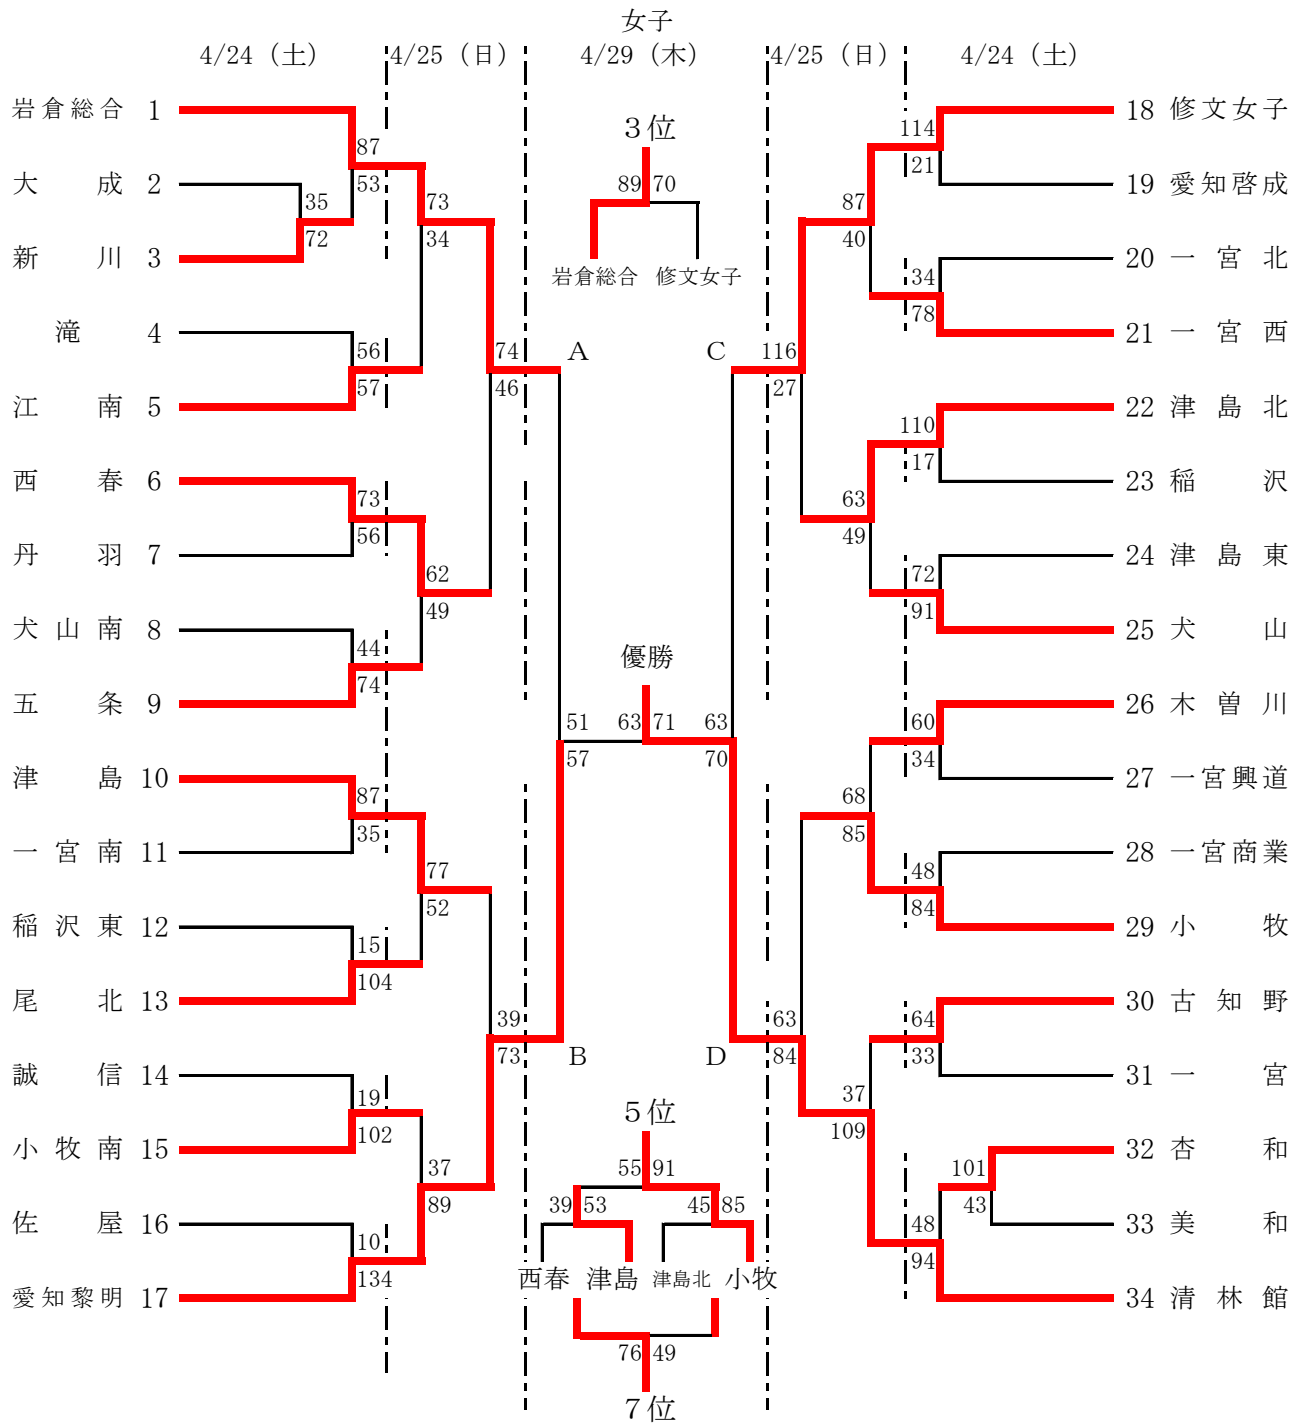 女子
4/24（土）
4/25（日）
4/29（木）
4/25（日）
4/24（土）
岩倉総合 1
大成 2
新川 3
滝 4
江南 5
西春 6
丹羽 7
犬山南 8
五条 9
津島 10
一宮南 11
稲沢東 12
尾北 13
誠信 14
小牧南 15
佐屋 16
愛知黎明 17
87
53
35
72
56
57
73
56
44
74
87
35
15
104
19
102
10
134
73
34
62
49
77
52
37
89
74
46
39
73
A
B
51
57
３位
89 70
岩倉総合 修文女子
優勝
63 71
５位
55 91
39 53
45 85
西春 津島 津島北 小牧
76 49
７位
C
D
63
70
116
27
63
84
87
40
63
49
68
85
37
109
114
21
34
78
110
17
72
91
60
34
48
84
64
33
101
43
48
94
18 修文女子
19 愛知啓成
20 一宮北
21 一宮西
22 津島北
23 稲沢
24 津島東
25 犬山
26 木曽川
27 一宮興道
28 一宮商業
29 小牧
30 古知野
31 一宮
32 杏和
33 美和
34 清林館